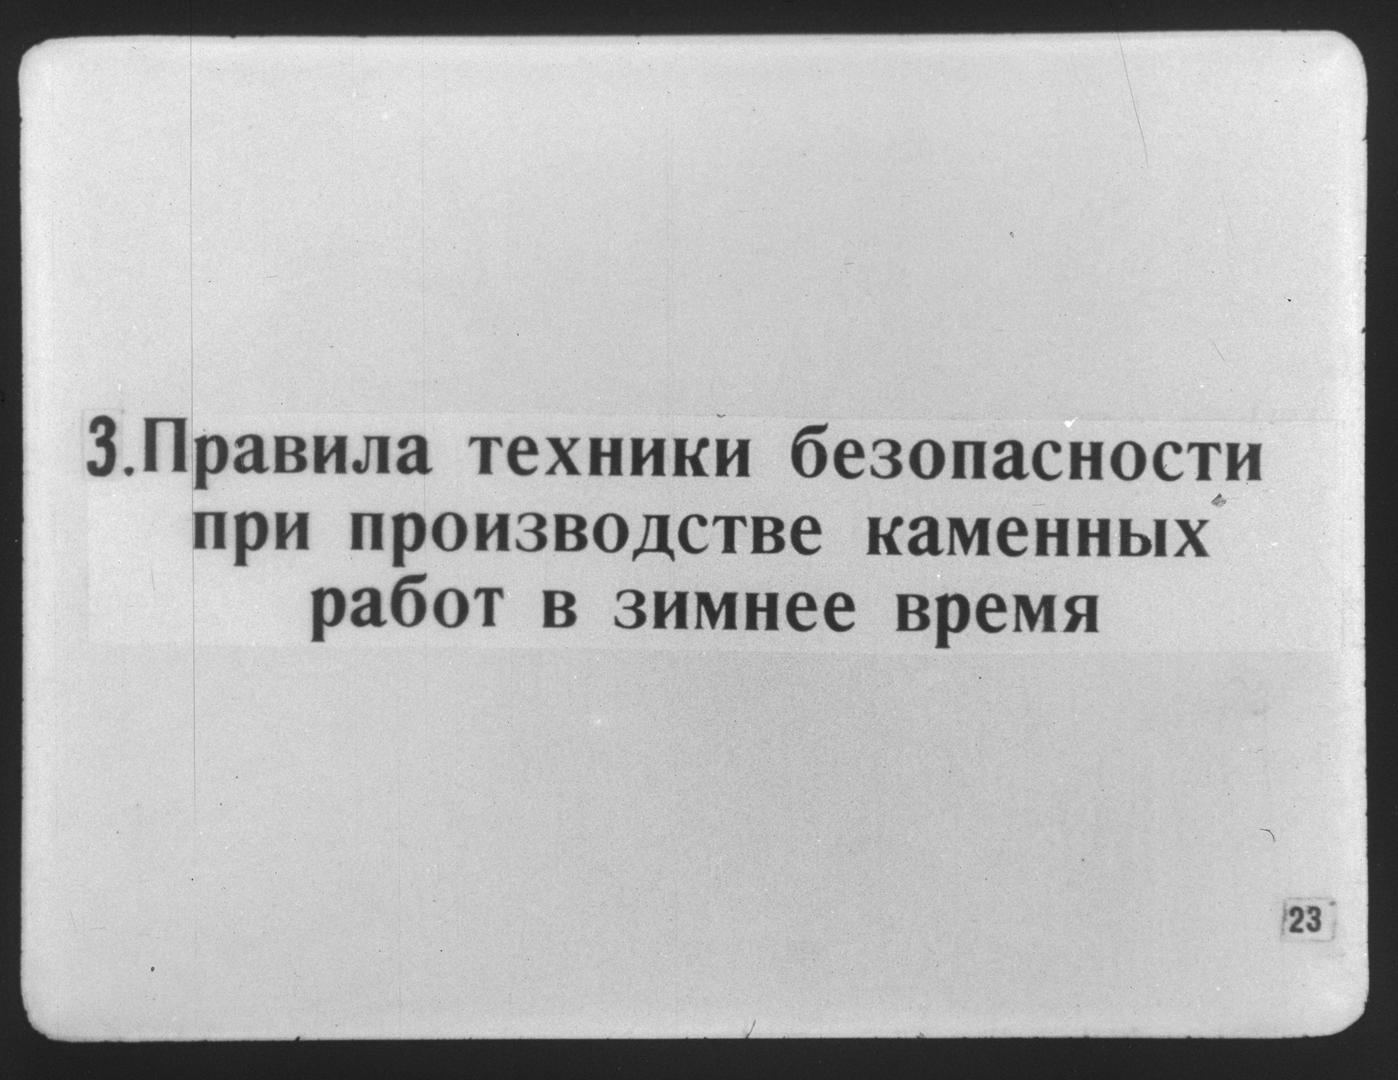 3.Правила техники безопасности
при производстве каменных
работ в зимнее время
23